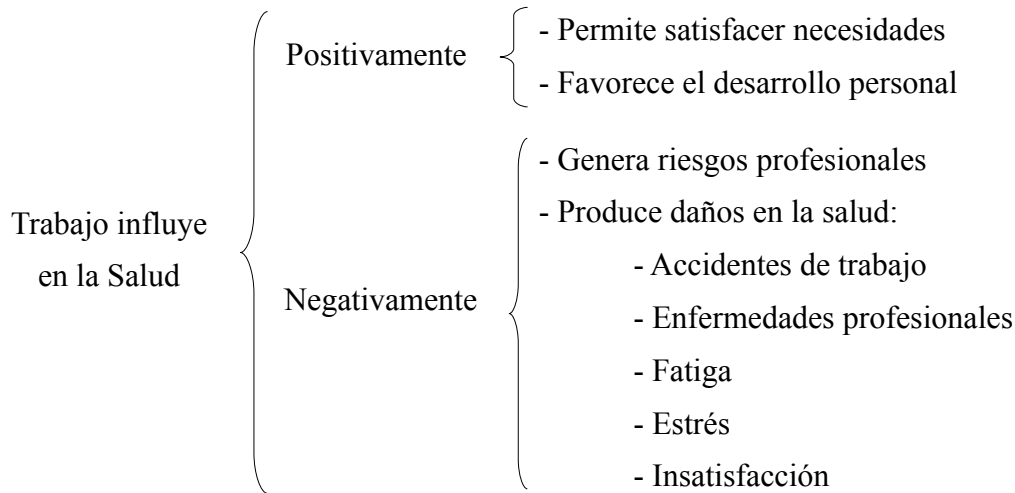 Trabajo influye
en la Salud
Positivamente
- Permite satisfacer necesidades
- Favorece el desarrollo personal
Negativamente
- Genera riesgos profesionales
- Produce daños en la salud:
- Accidentes de trabajo
- Enfermedades profesionales
- Fatiga
- Estrés
- Insatisfacción